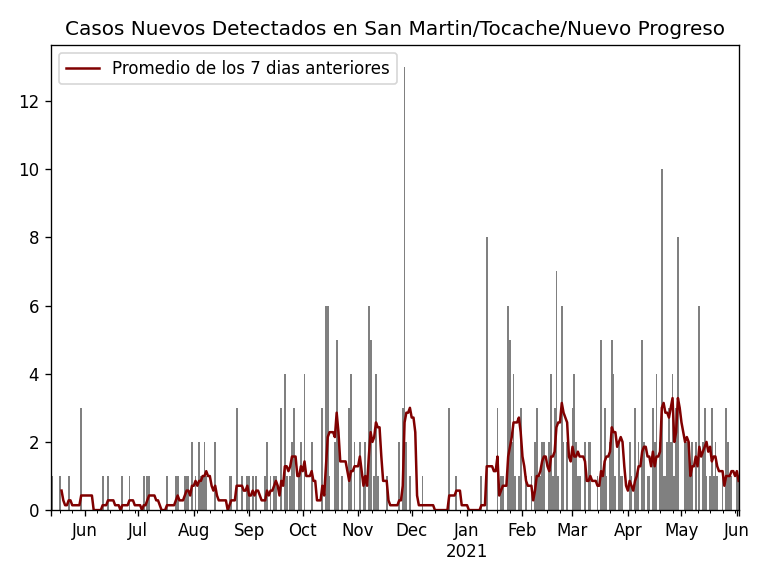 Casos Nuevos Detectados en San Martin/Tocache/Nuevo Progreso
Promedio de los 7 dias anteriores
12
10
8
6
4
2
0
Jun Jul Aug Sep Oct Nov Dec Jan Feb Mar Apr May Jun
2021